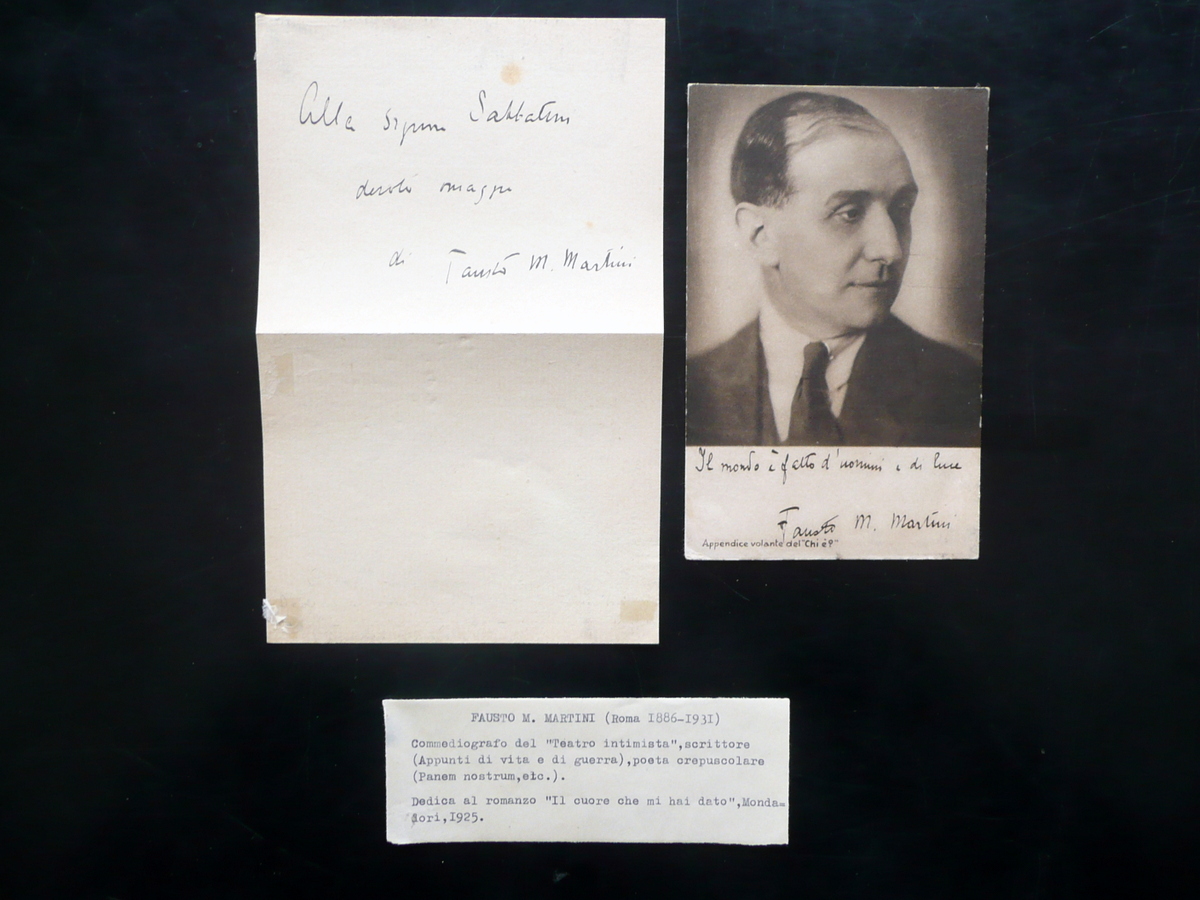 Alla Signora Sabbatini
devoto omaggio
di Fausto M. Martini
Il mondo è fatto d'uomini e di luce
Fausto M. Martini
Appendice volante del "Chi è?"
FAUSTO M. MARTINI (Roma 1886-1931)
Commediografo del "Teatro intimista",scrittore
(Appunti di vita e di guerra),poeta crepuscolare
(Panem nostrum,etc.).
Dedica al romanzo "Il cuore che mi hai dato",Monda=
dori,1925.